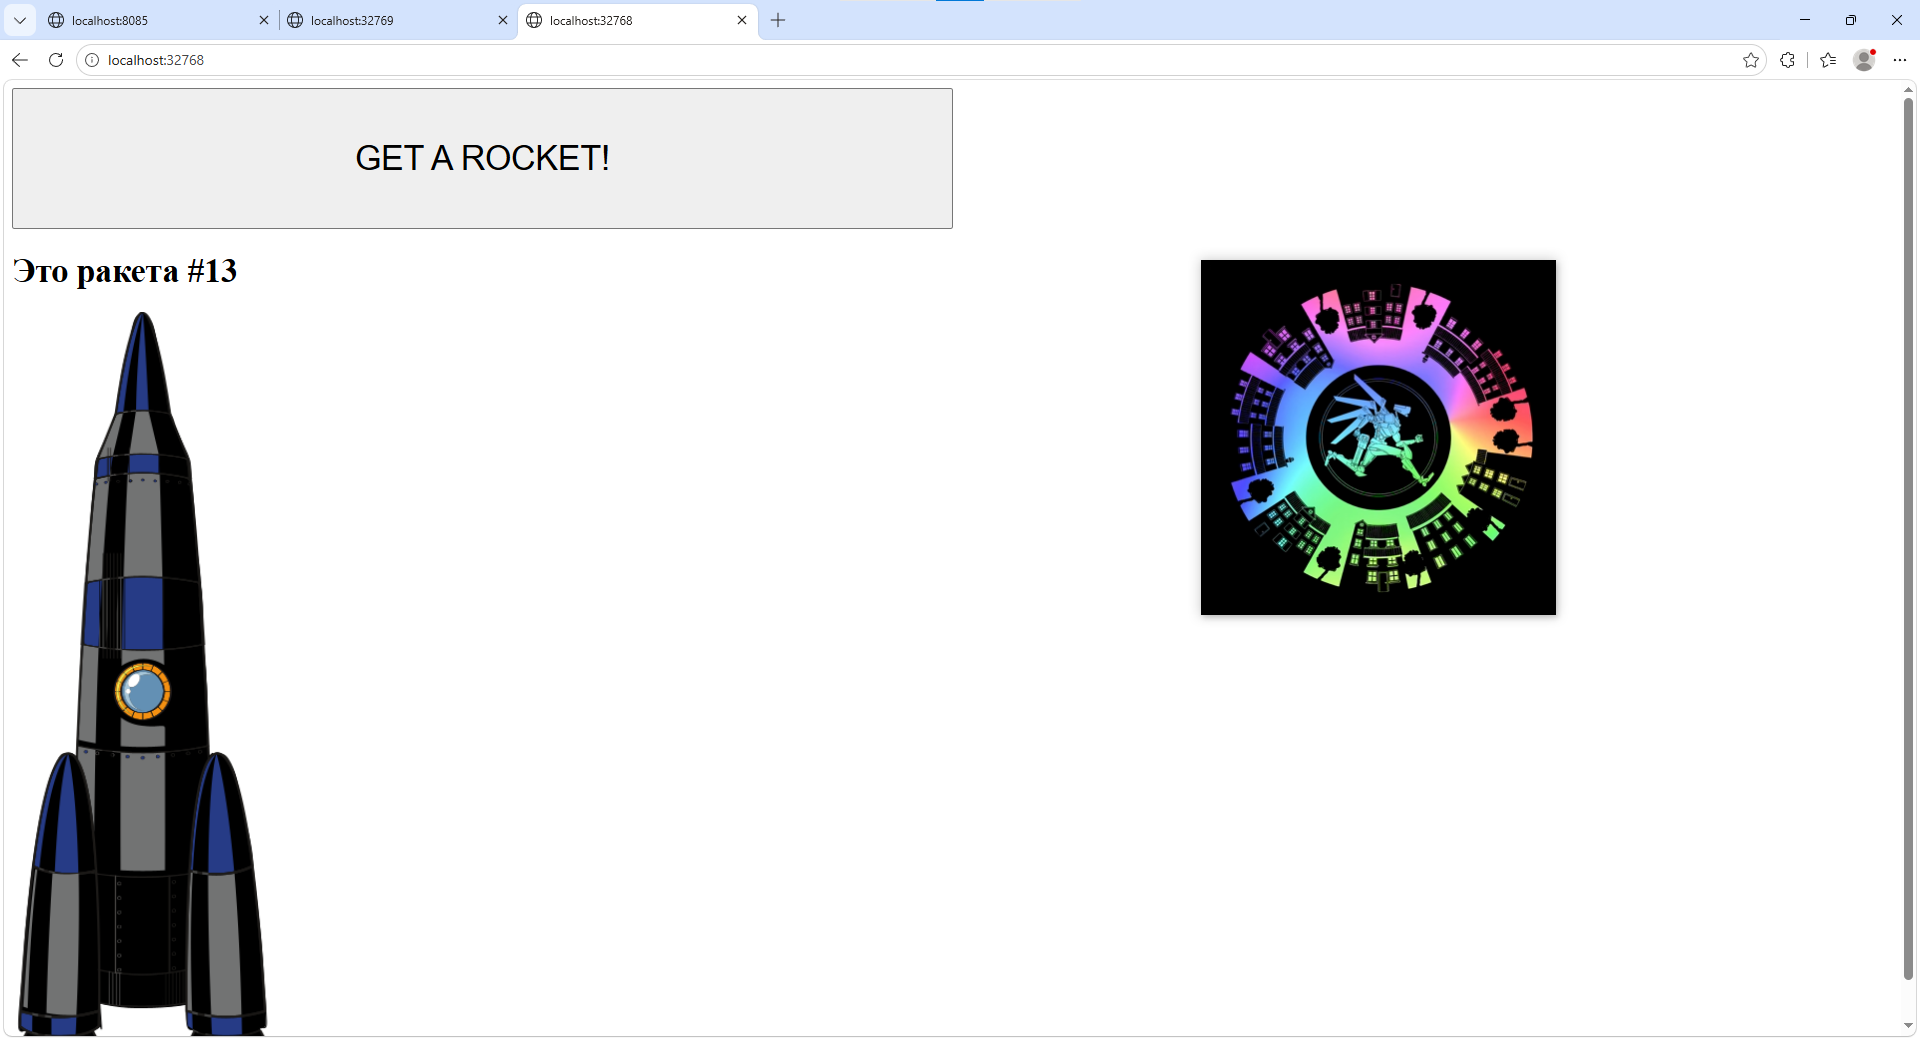 localhost:8085
localhost:32769
localhost:32768
localhost:32768
GET A ROCKET!
Это ракета #13